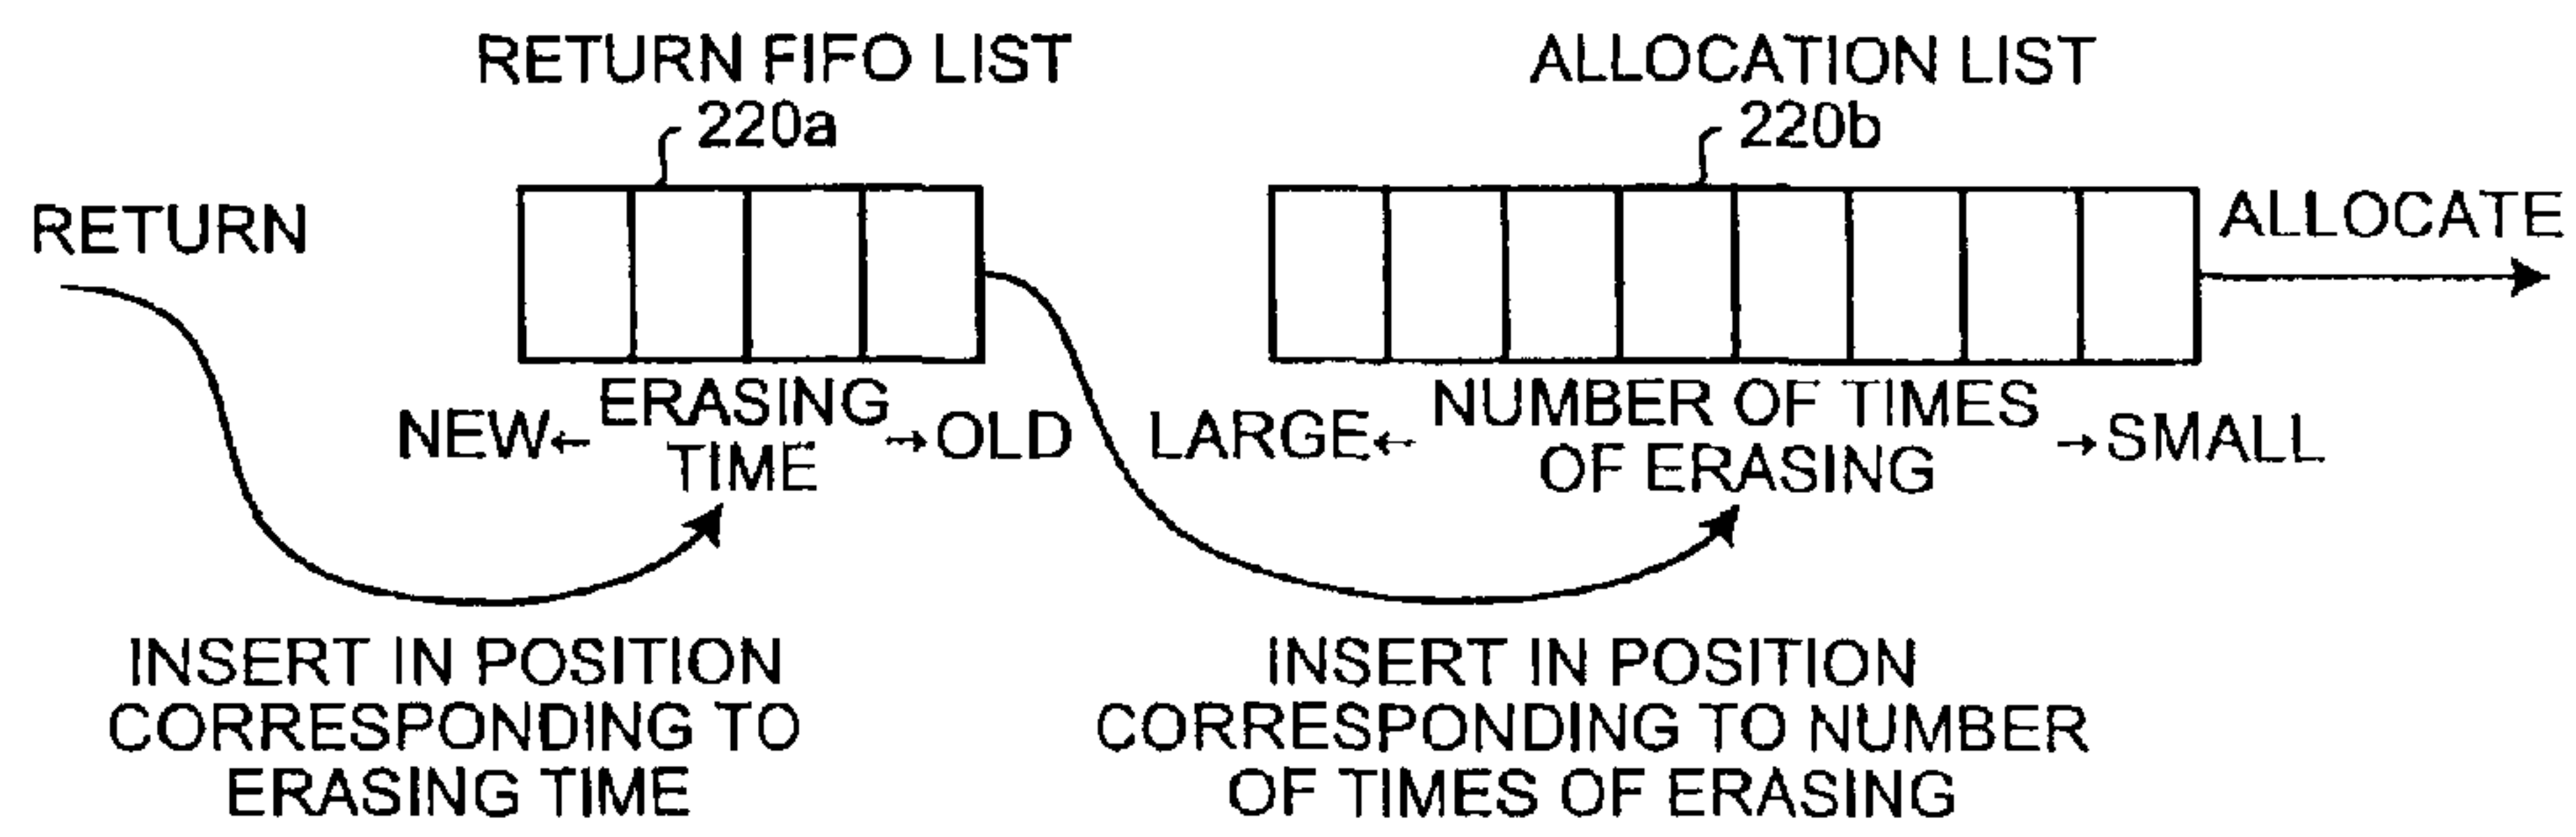 RETURN FIFO LIST
220a
ALLOCATION LIST
220b
RETURN
ALLOCATE
NEW← ERASING TIME →OLD
LARGE← NUMBER OF TIMES OF ERASING →SMALL
INSERT IN POSITION
CORRESPONDING TO
ERASING TIME
INSERT IN POSITION
CORRESPONDING TO NUMBER
OF TIMES OF ERASING